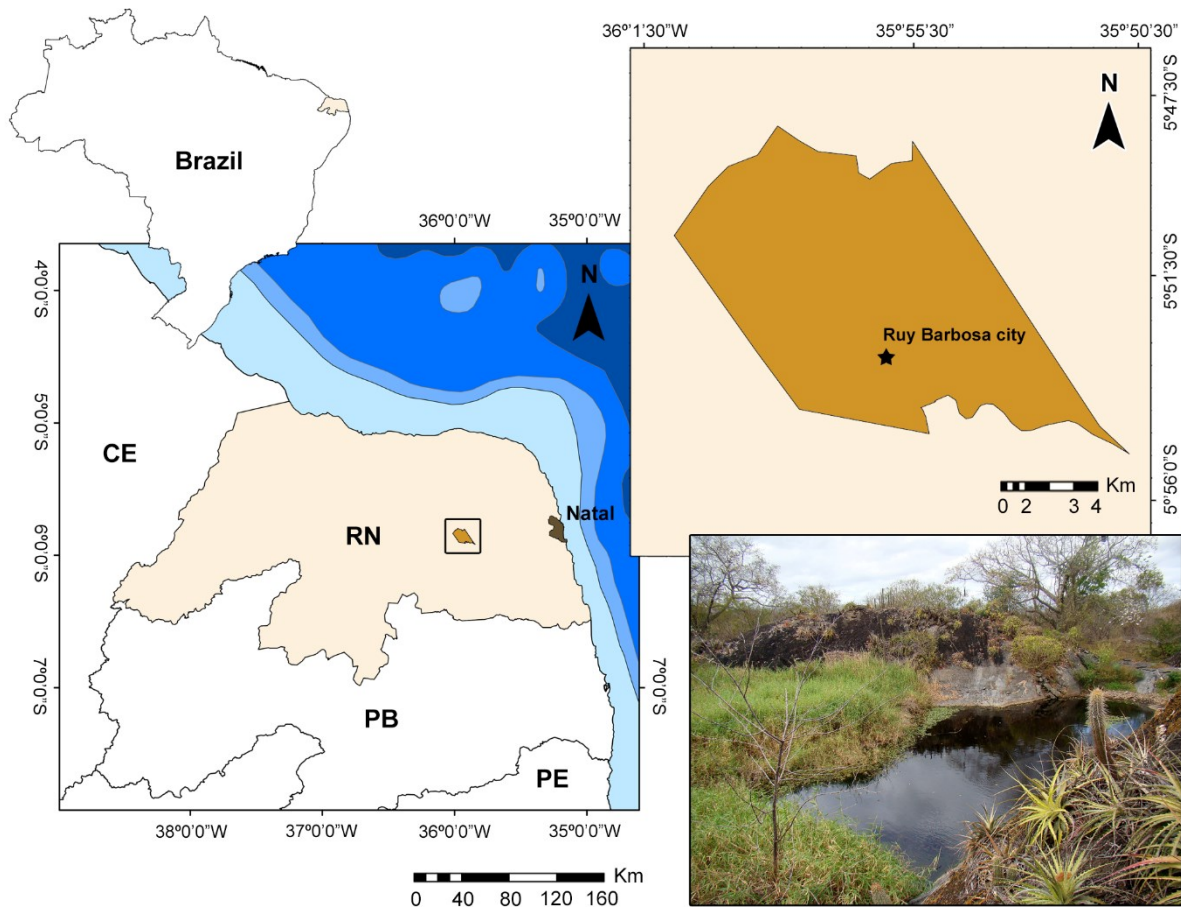 Brazil
36º0'0"W
35º0'0"W
4º0'0"S
5º0'0"S
6º0'0"S
7º0'0"S
7º0'0"S
N
CE
RN
Natal
PB
PE
38º0'0"W
37º0'0"W
36º0'0"W
35º0'0"W
Km
0 20 40 80 120 160
36º1'30"W
35º55'30"W
35º50'30"W
N
5º47'30"S
5º51'30"S
5º56'0"S
Ruy Barbosa city
Km
0 2 3 4